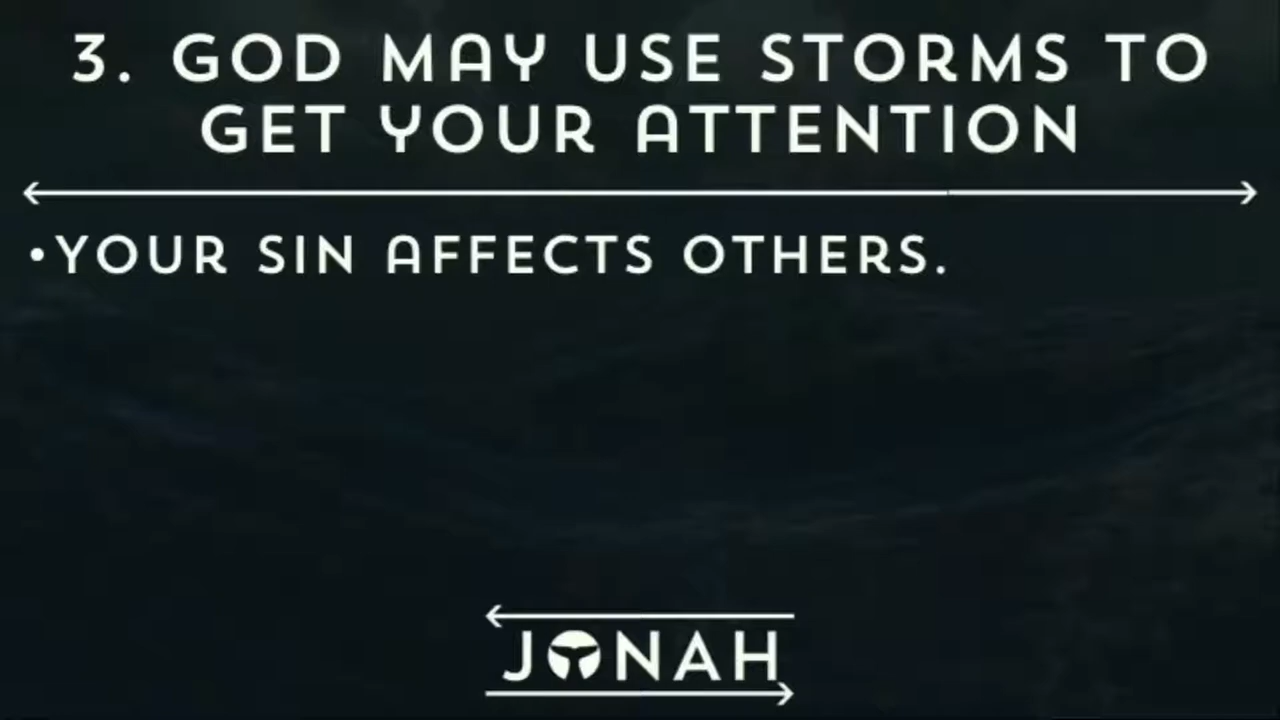 3. GOD MAY USE STORMS TO
GET YOUR ATTENTION
•YOUR SIN AFFECTS OTHERS.
JONAH